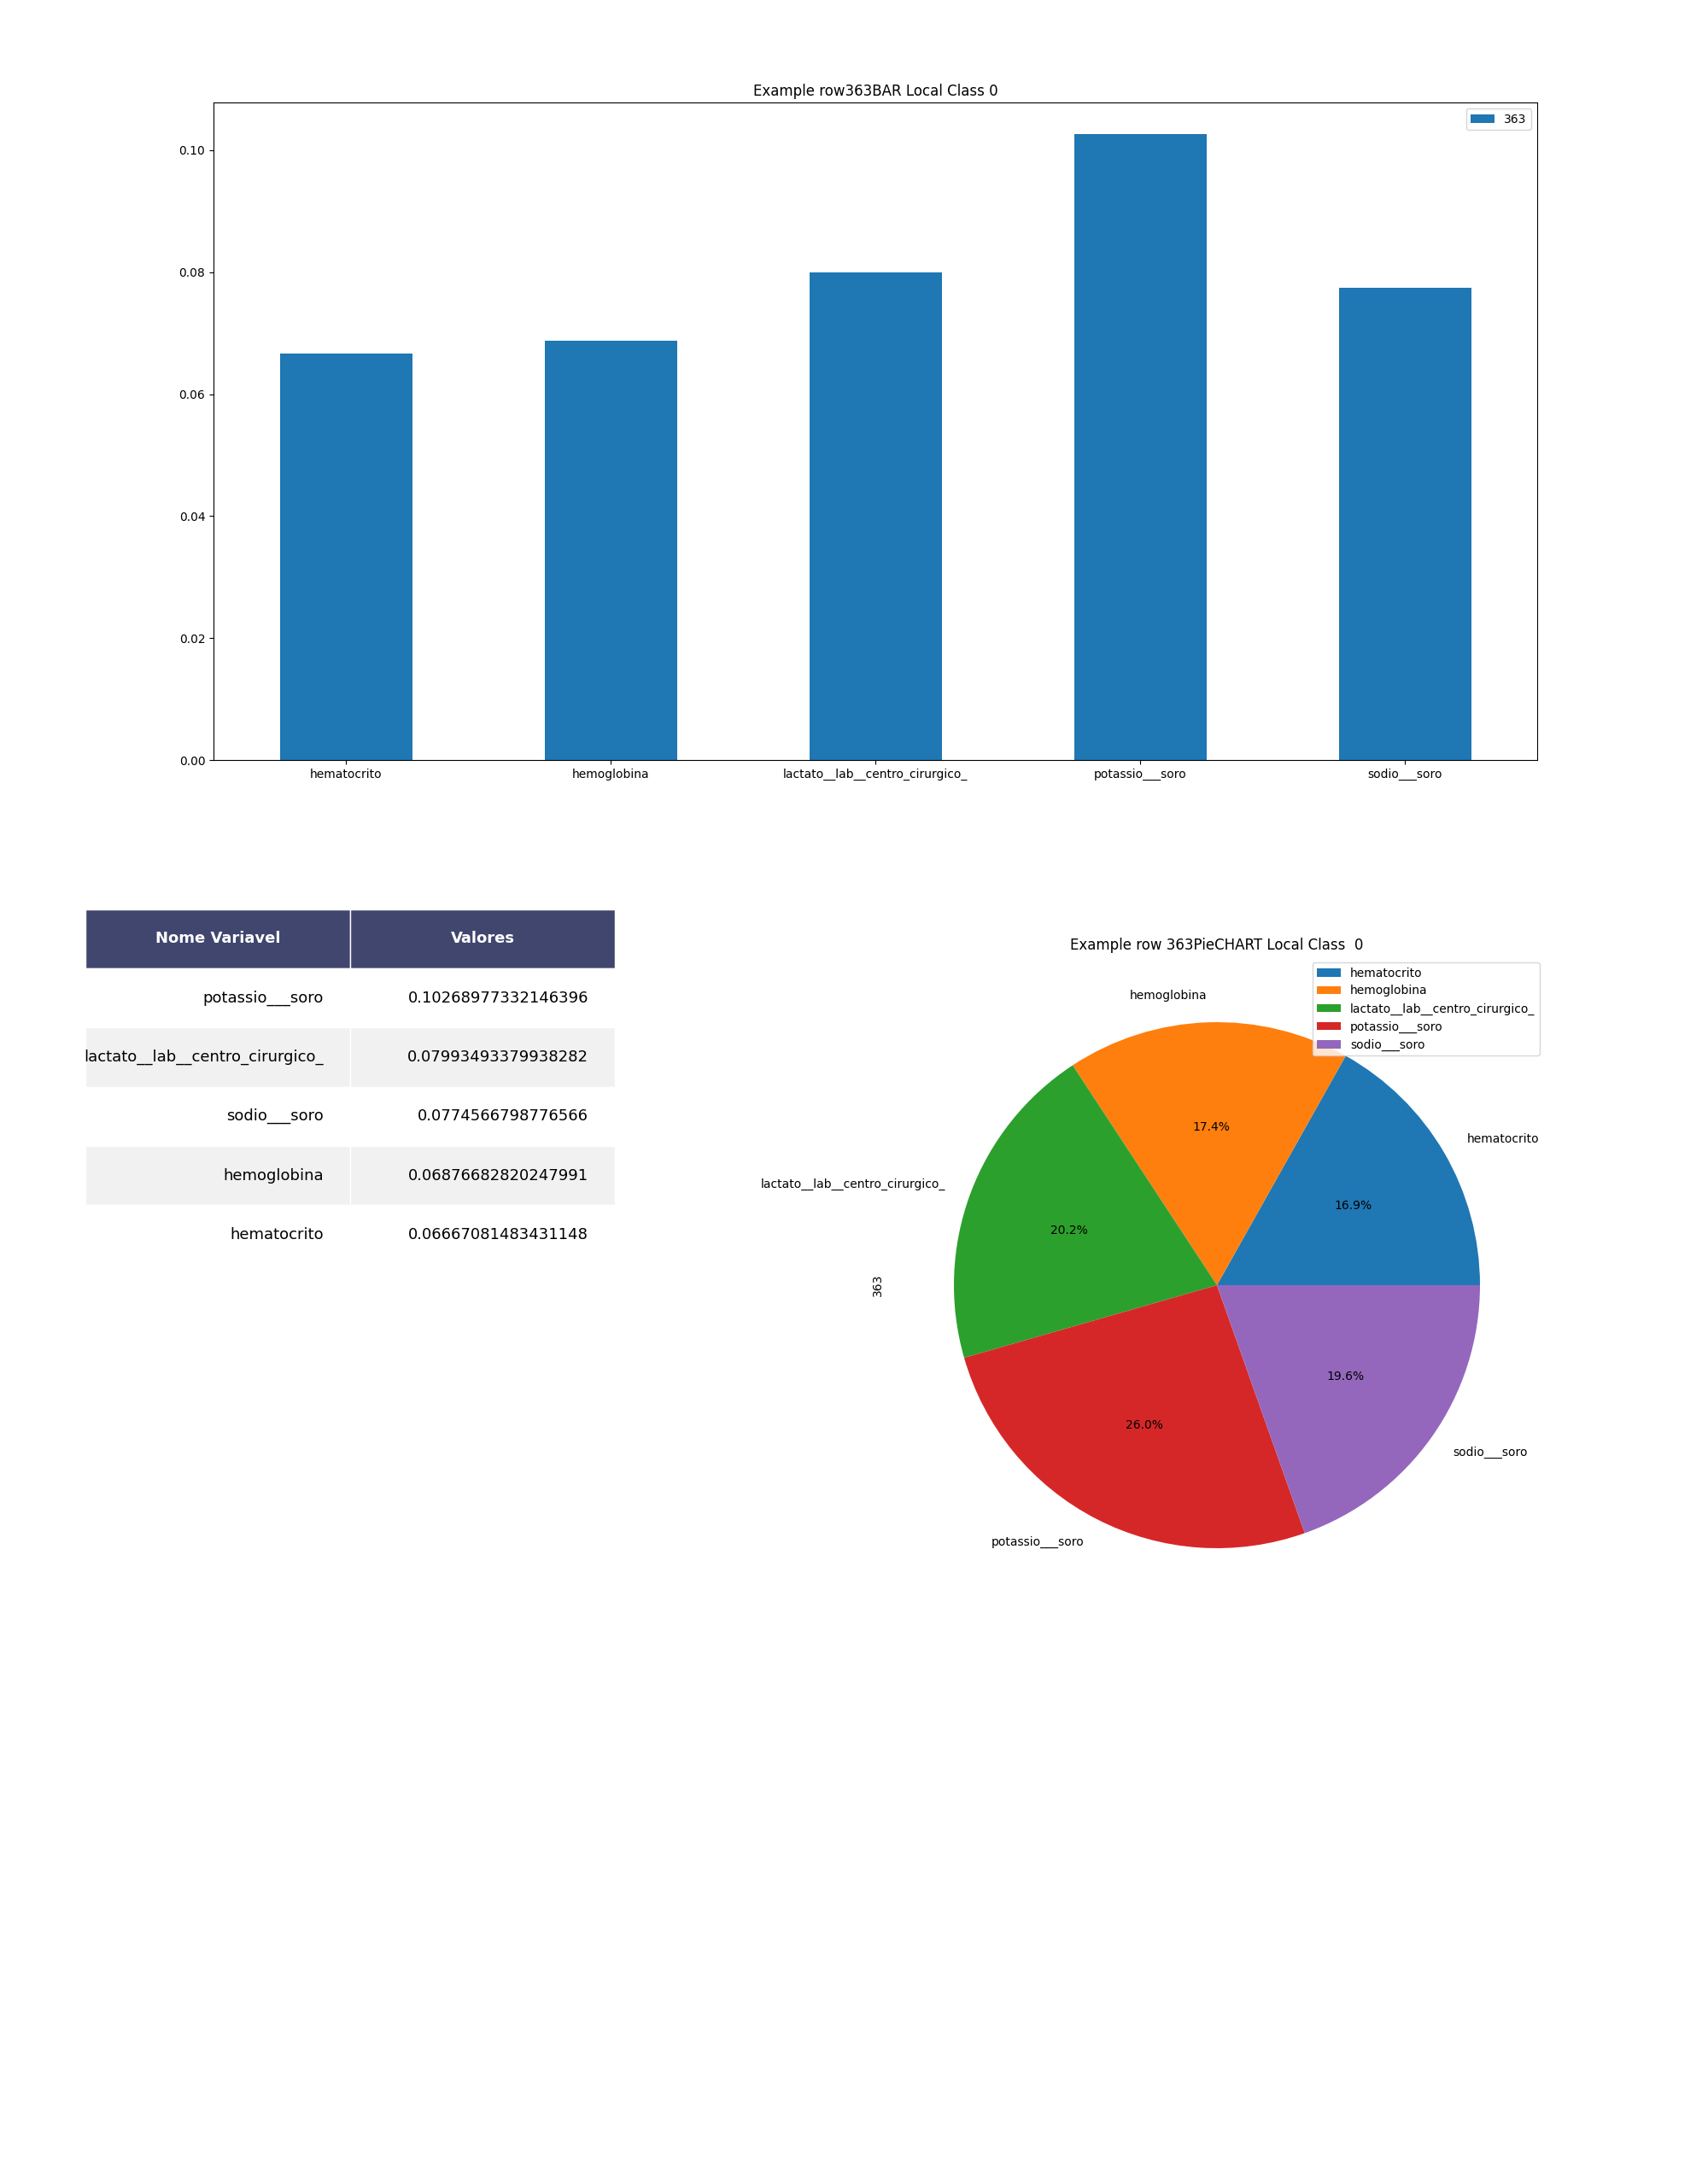 Example row363BAR Local Class 0
363
0.10
0.08
0.06
0.04
0.02
0.00
hematocrito
hemoglobina
lactato__lab__centro_cirurgico_
potassio___soro
sodio___soro
Nome Variavel Valores
potassio___soro 0.10268977332146396
lactato__lab__centro_cirurgico_ 0.07993493379938282
sodio___soro 0.0774566798776566
hemoglobina 0.06876682820247991
hematocrito 0.06667081483431148
Example row 363PieCHART Local Class  0
hematocrito
hemoglobina
lactato__lab__centro_cirurgico_
potassio___soro
sodio___soro
hemoglobina
17.4%
hematocrito
16.9%
lactato__lab__centro_cirurgico_
20.2%
363
19.6%
26.0%
sodio___soro
potassio___soro